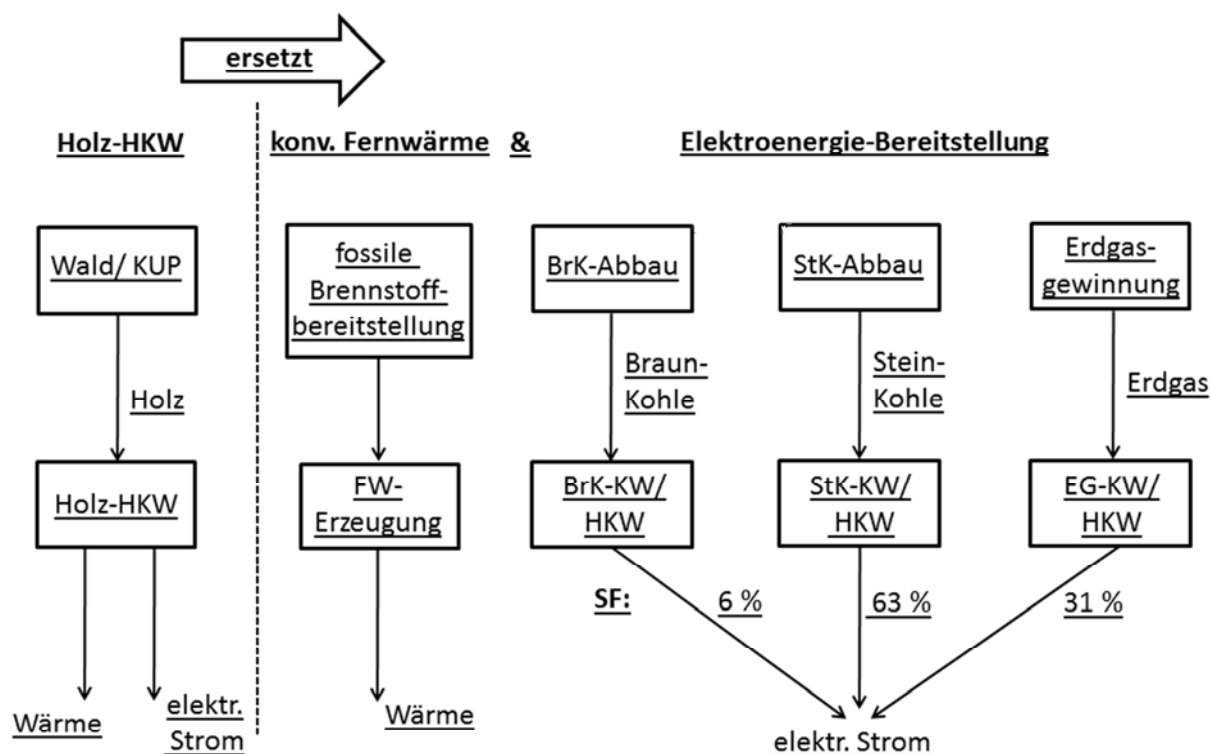 ersetzt
Holz-HKW
konv. Fernwärme &
Elektroenergie-Bereitstellung
Wald/ KUP
fossile
Brennstoff-
bereitstellung
BrK-Abbau
StK-Abbau
Erdgas-
gewinnung
Holz
Braun-
Kohle
Stein-
Kohle
Erdgas
Holz-HKW
FW-
Erzeugung
BrK-KW/
HKW
StK-KW/
HKW
EG-KW/
HKW
SF:
6 %
63 %
31 %
Wärme
elektr.
Strom
Wärme
elektr. Strom